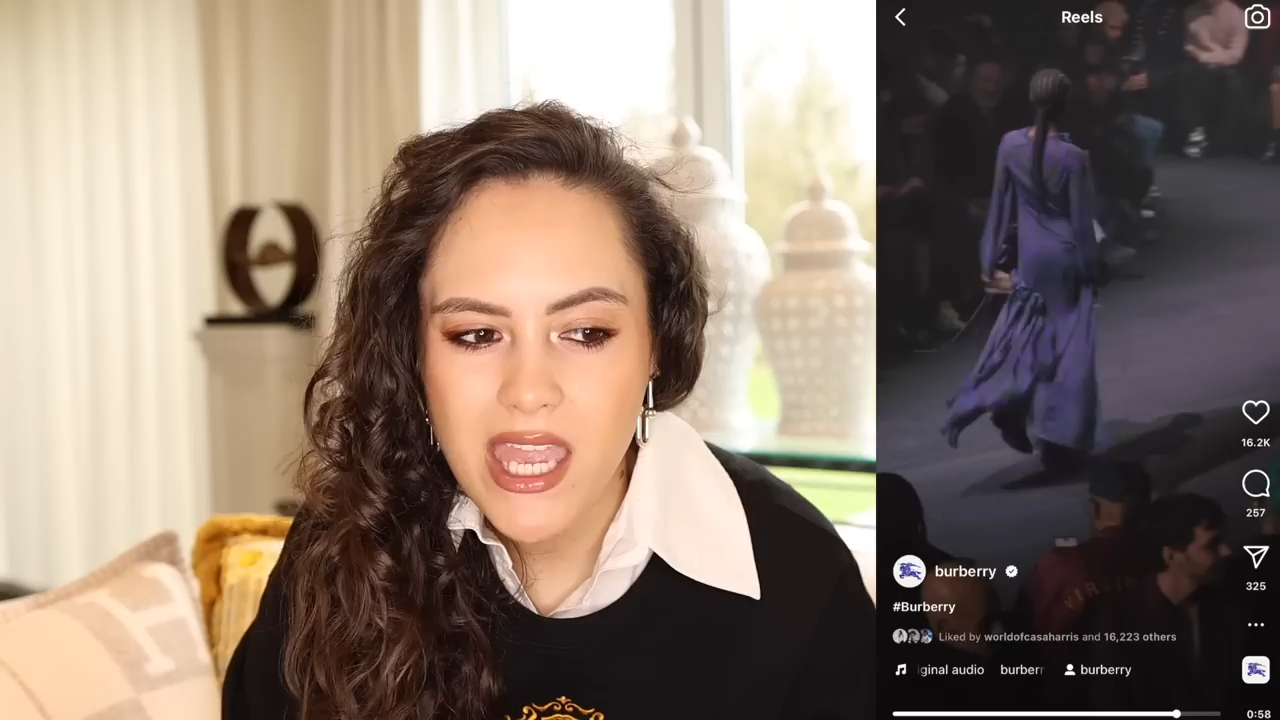 Reels
16.2K
257
325
burberry
#Burberry
Liked by worldofcasaharris and 16,223 others
iginal audio burberr burberry
0:58